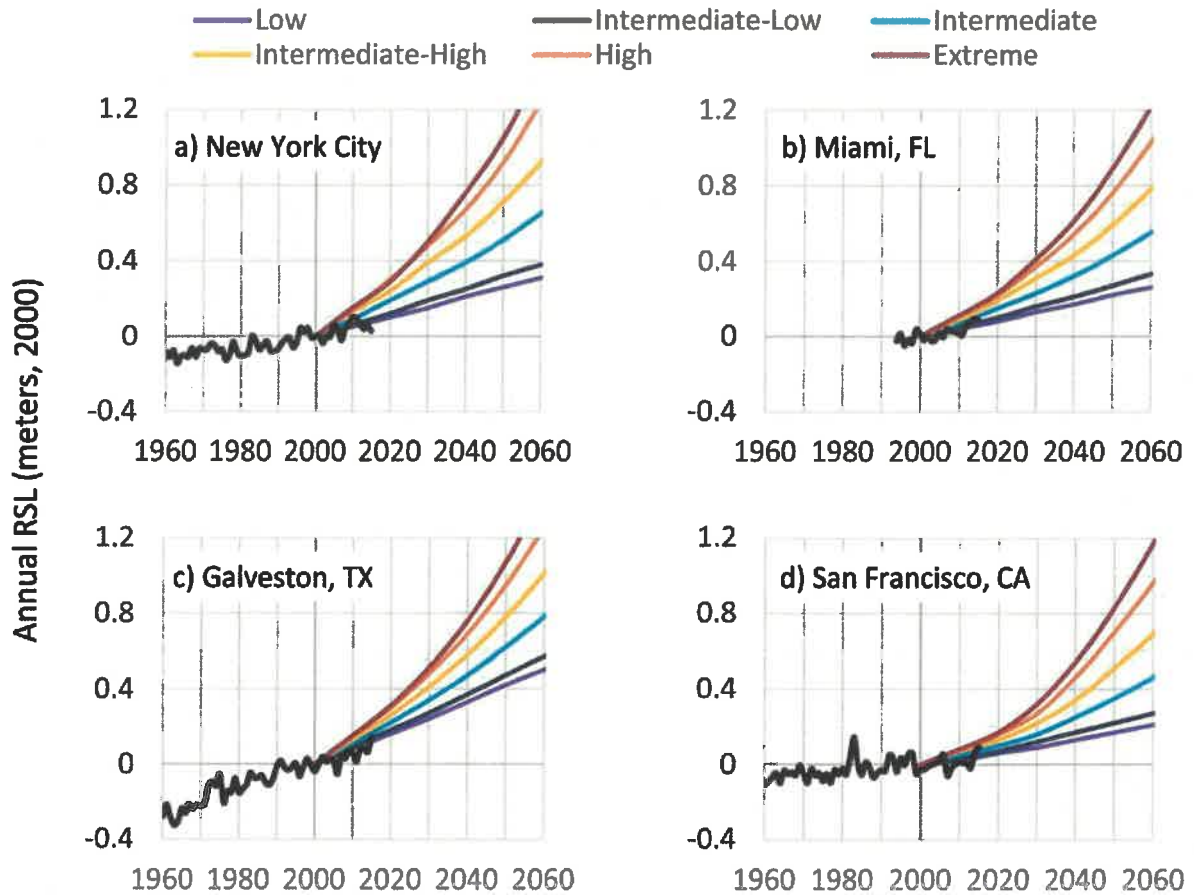 Low Intermediate-Low Intermediate
Intermediate-High High Extreme
Annual RSL (meters, 2000)
a) New York City
1.2
0.8
0.4
0
-0.4
1960 1980 2000 2020 2040 2060
b) Miami, FL
1.2
0.8
0.4
0
-0.4
1960 1980 2000 2020 2040 2060
c) Galveston, TX
1.2
0.8
0.4
0
-0.4
1960 1980 2000 2020 2040 2060
d) San Francisco, CA
1.2
0.8
0.4
0
-0.4
1960 1980 2000 2020 2040 2060